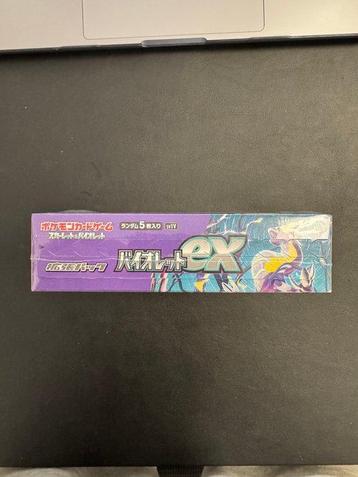 ポケモンカードゲーム
スカーレット&バイオレット
ランダム5枚入り
SV1V
拡張パック
バイオレットex